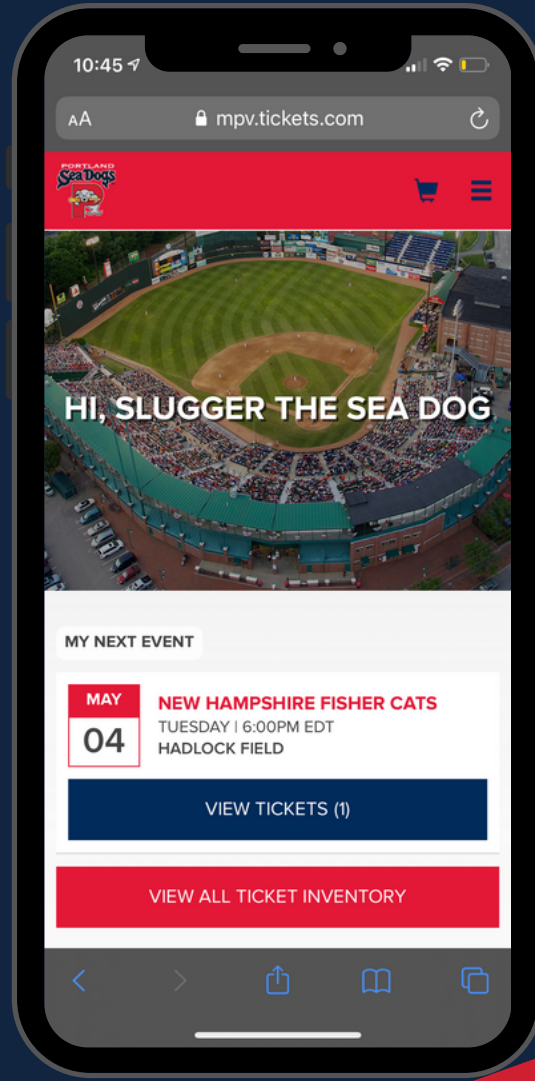 10:45
AA
mpv.tickets.com
PORTLAND
Sea Dogs
P
HI, SLUGGER THE SEA DOG
MY NEXT EVENT
MAY
04
NEW HAMPSHIRE FISHER CATS
TUESDAY | 6:00PM EDT
HADLOCK FIELD
VIEW TICKETS (1)
VIEW ALL TICKET INVENTORY